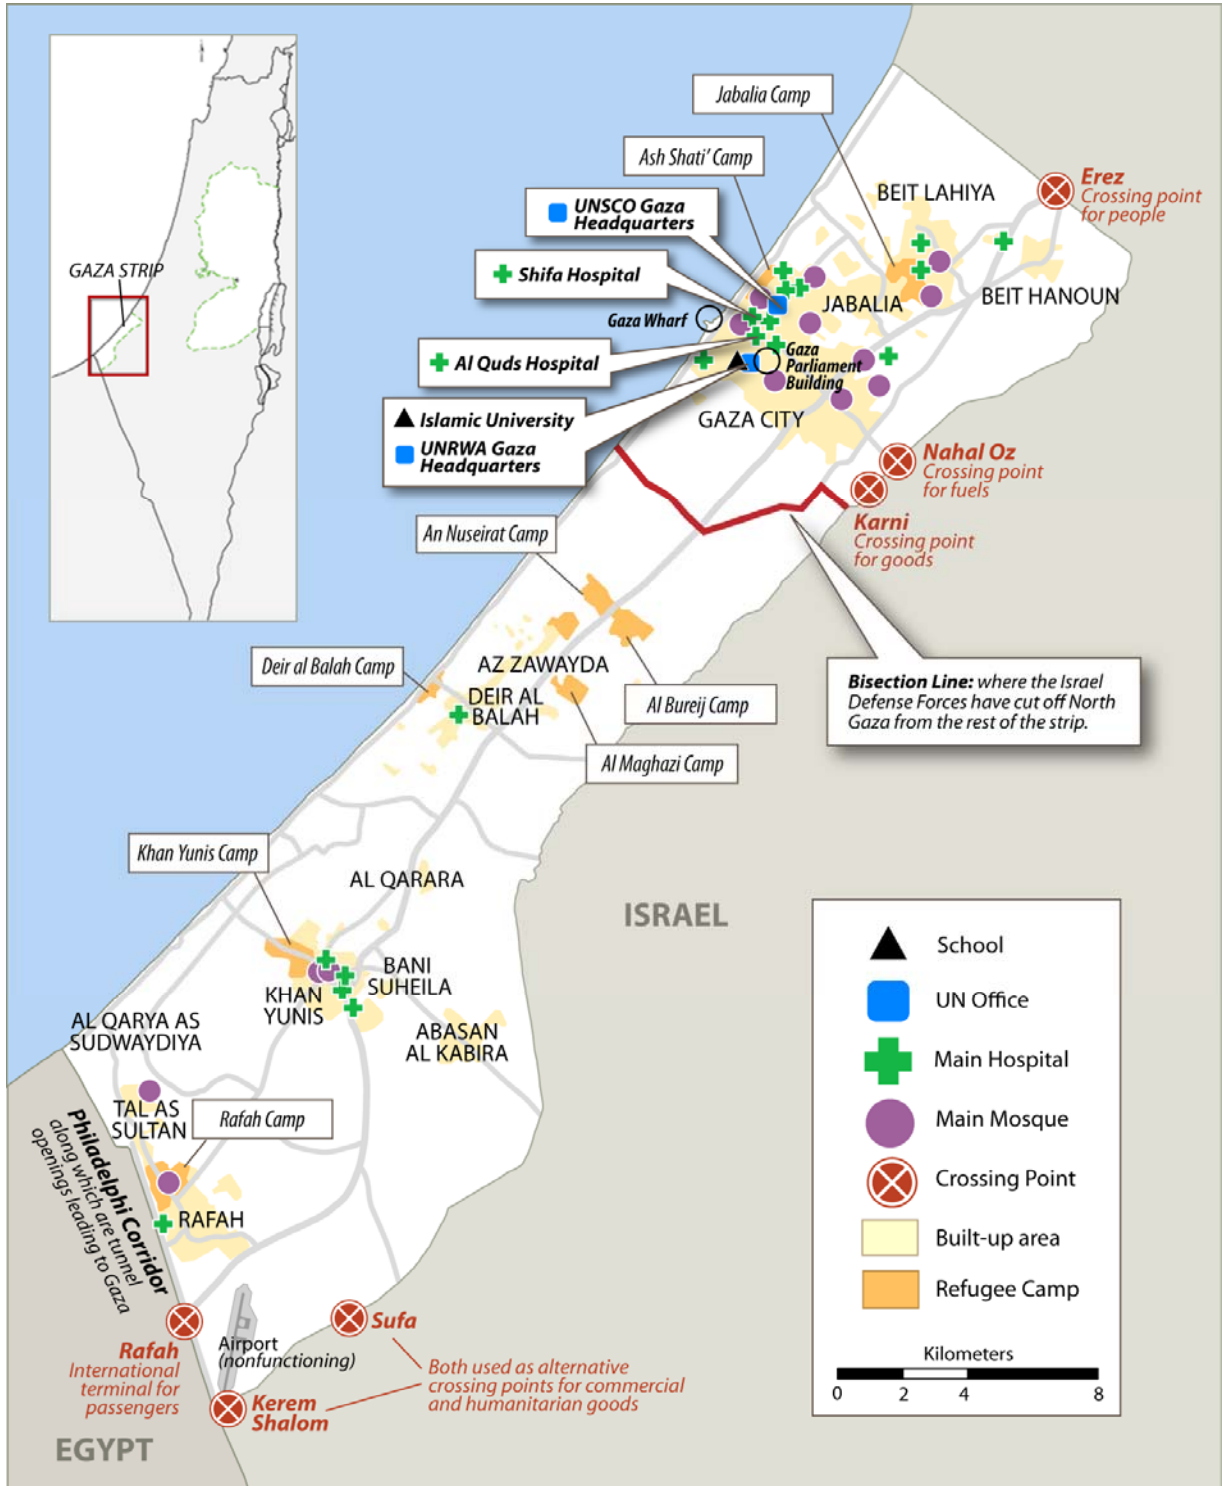 GAZA STRIP
Jabalia Camp
Ash Shati' Camp
UNSCO Gaza
Headquarters
Shifa Hospital
Gaza Wharf
Al Quds Hospital
Islamic University
UNRWA Gaza
Headquarters
BEIT LAHIYA
Erez
Crossing point
for people
JABALIA
BEIT HANOUN
Gaza
Parliament
Building
GAZA CITY
Nahal Oz
Crossing point
for fuels
Karni
Crossing point
for goods
An Nuseirat Camp
Deir al Balah Camp
AZ ZAWAYDA
DEIR AL
BALAH
Al Bureij Camp
Al Maghazi Camp
Bisection Line: where the Israel
Defense Forces have cut off North
Gaza from the rest of the strip.
Khan Yunis Camp
AL QARARA
ISRAEL
BANI
SUHEILA
KHAN
YUNIS
ABASAN
AL KABIRA
AL QARYA AS
SUDWAYDIYA
TAL AS
SULTAN
Rafah Camp
Philadelphi Corridor
along which are tunnel
openings leading to Gaza
RAFAH
Rafah
International
terminal for
passengers
Airport
(nonfunctioning)
Sufa
Kerem
Shalom
Both used as alternative
crossing points for commercial
and humanitarian goods
EGYPT
School
UN Office
Main Hospital
Main Mosque
Crossing Point
Built-up area
Refugee Camp
Kilometers
0 2 4 8